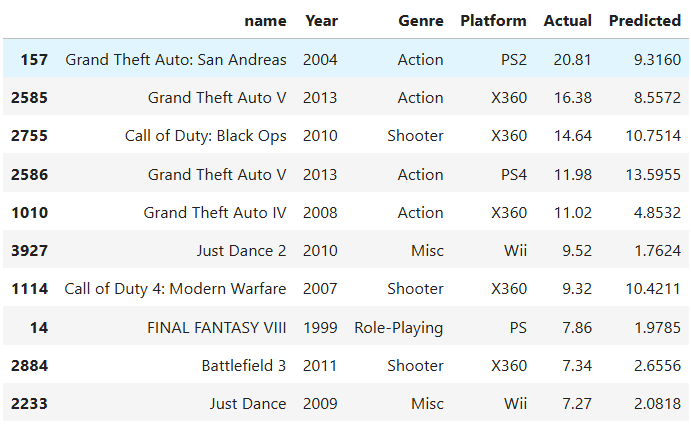 name Year Genre Platform Actual Predicted
157 Grand Theft Auto: San Andreas 2004 Action PS2 20.81 9.3160
2585 Grand Theft Auto V 2013 Action X360 16.38 8.5572
2755 Call of Duty: Black Ops 2010 Shooter X360 14.64 10.7514
2586 Grand Theft Auto V 2013 Action PS4 11.98 13.5955
1010 Grand Theft Auto IV 2008 Action X360 11.02 4.8532
3927 Just Dance 2 2010 Misc Wii 9.52 1.7624
1114 Call of Duty 4: Modern Warfare 2007 Shooter X360 9.32 10.4211
14 FINAL FANTASY VIII 1999 Role-Playing PS 7.86 1.9785
2884 Battlefield 3 2011 Shooter X360 7.34 2.6556
2233 Just Dance 2009 Misc Wii 7.27 2.0818